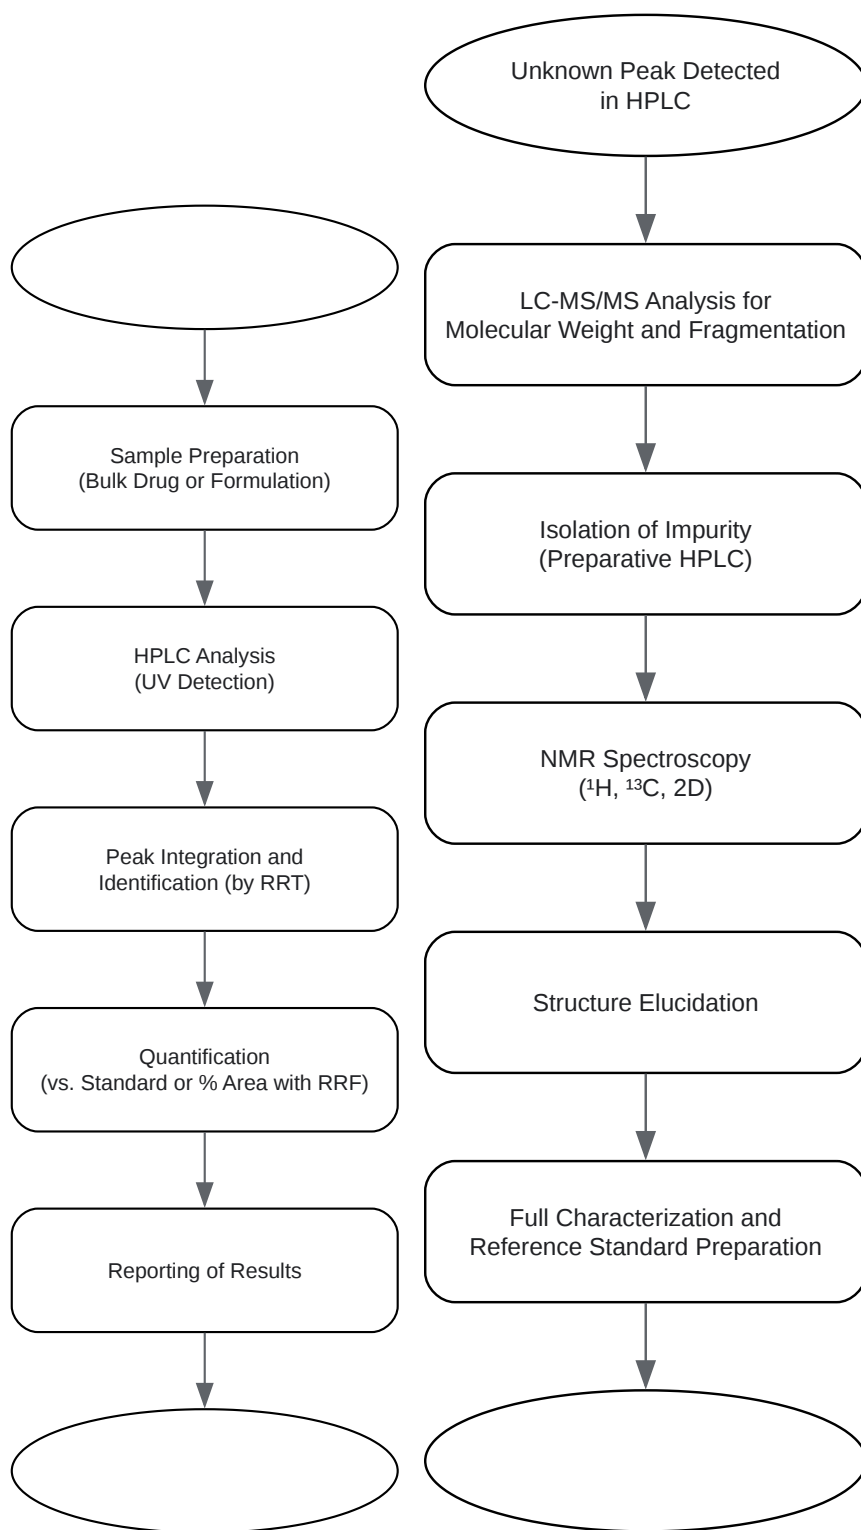 Sample Preparation
(Bulk Drug or Formulation)
HPLC Analysis
(UV Detection)
Peak Integration and
Identification (by RRT)
Quantification
(vs. Standard or % Area with RRF)
Reporting of Results
Unknown Peak Detected
in HPLC
LC-MS/MS Analysis for
Molecular Weight and Fragmentation
Isolation of Impurity
(Preparative HPLC)
NMR Spectroscopy
(¹H, ¹³C, 2D)
Structure Elucidation
Full Characterization and
Reference Standard Preparation